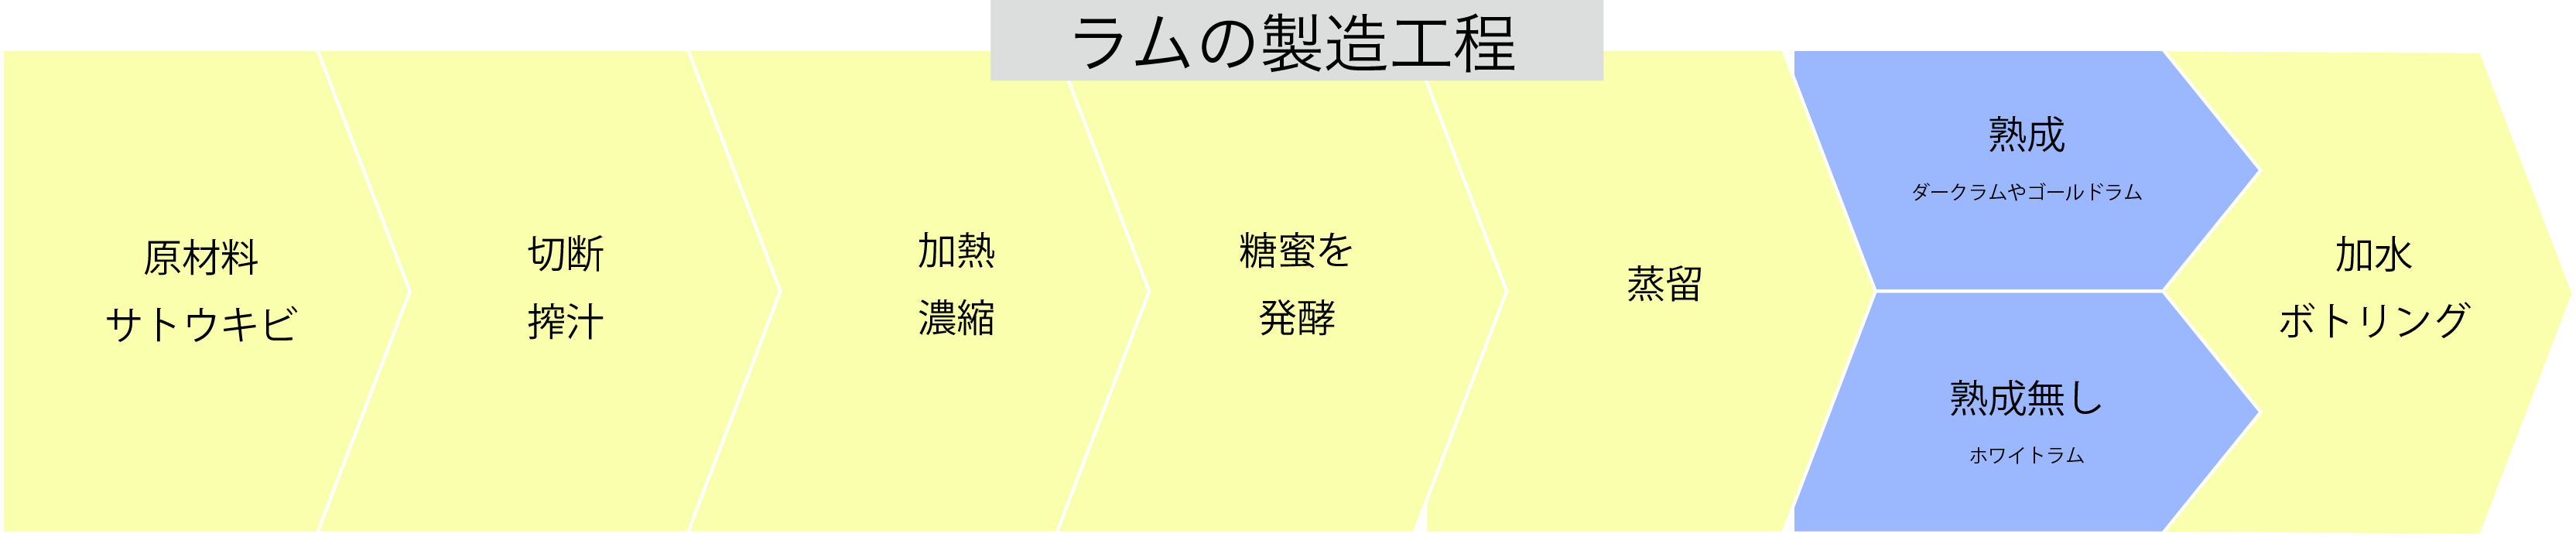 ラムの製造工程
原材料
サトウキビ
切断
搾汁
加熱
濃縮
糖蜜を
発酵
蒸留
熟成
ダークラムやゴールドラム
熟成無し
ホワイトラム
加水
ボトリング